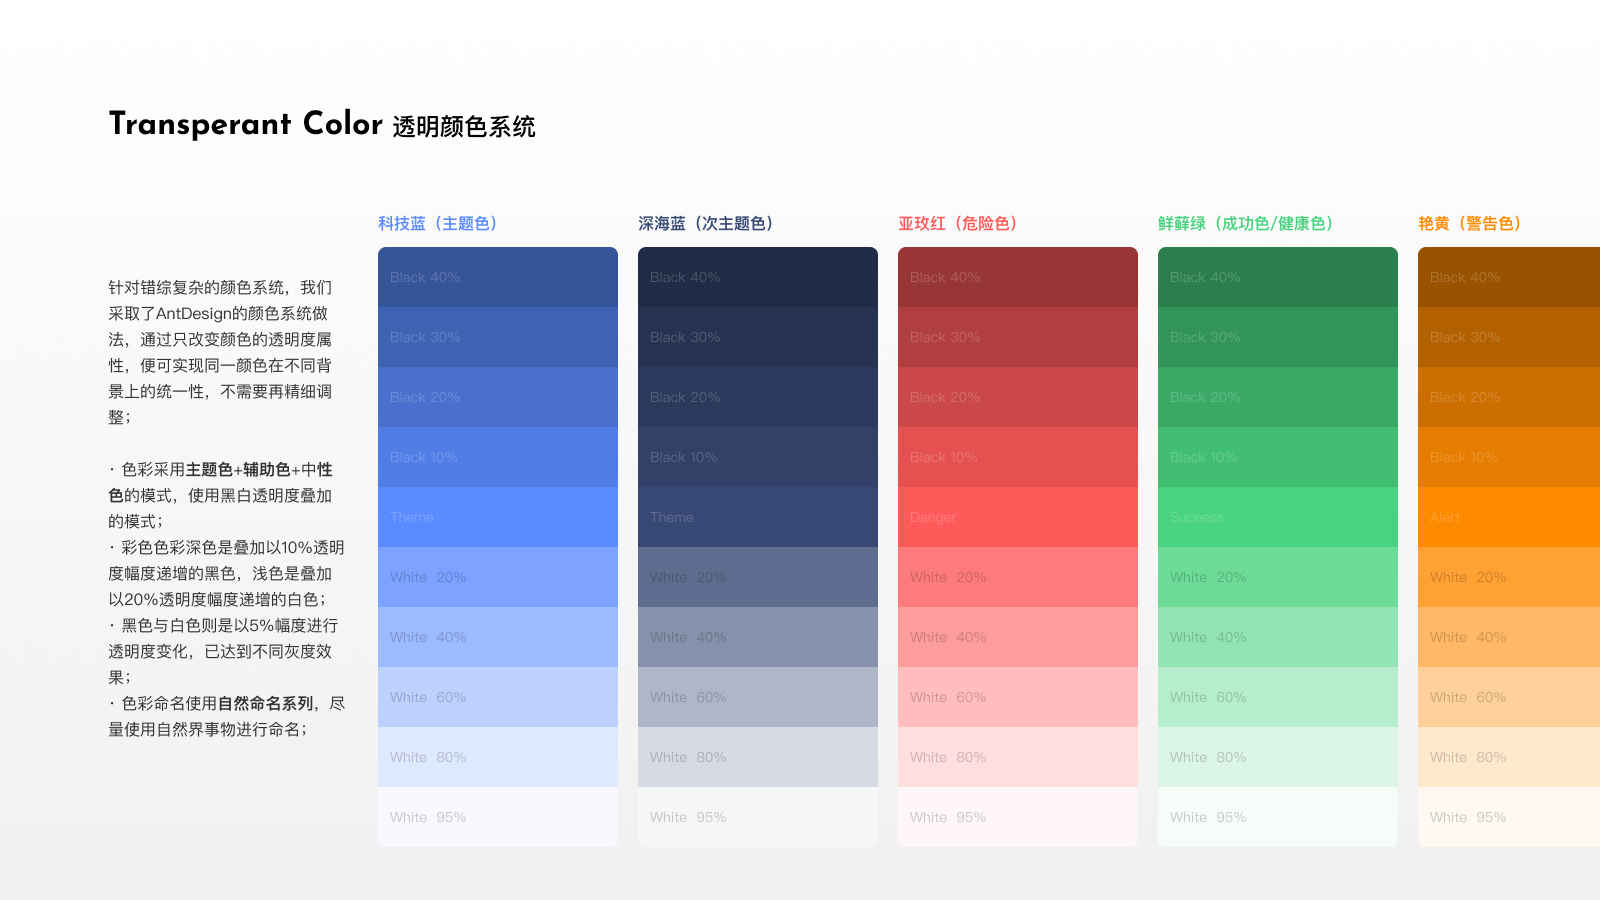 Transperant Color 透明颜色系统
针对错综复杂的颜色系统，我们
采取了AntDesign的颜色系统做
法，通过只改变颜色的透明度属
性，便可实现同一颜色在不同背
景上的统一性，不需要再精细调
整；
· 色彩采用主题色+辅助色+中性
色的模式，使用黑白透明度叠加
的模式；
· 彩色色彩深色是叠加以10%透明
度幅度递增的黑色，浅色是叠加
以20%透明度幅度递增的白色；
· 黑色与白色则是以5%幅度进行
透明度变化，已达到不同灰度效
果；
· 色彩命名使用自然命名系列，尽
量使用自然界事物进行命名；
科技蓝（主题色）
Black 40%
Black 30%
Black 20%
Black 10%
Theme
White 20%
White 40%
White 60%
White 80%
White 95%
深海蓝（次主题色）
Black 40%
Black 30%
Black 20%
Black 10%
Theme
White 20%
White 40%
White 60%
White 80%
White 95%
亚玫红（危险色）
Black 40%
Black 30%
Black 20%
Black 10%
Danger
White 20%
White 40%
White 60%
White 80%
White 95%
鲜藓绿（成功色/健康色）
Black 40%
Black 30%
Black 20%
Black 10%
Suceess
White 20%
White 40%
White 60%
White 80%
White 95%
艳黄（警告色）
Black 40%
Black 30%
Black 20%
Black 10%
Alert
White 20%
White 40%
White 60%
White 80%
White 95%